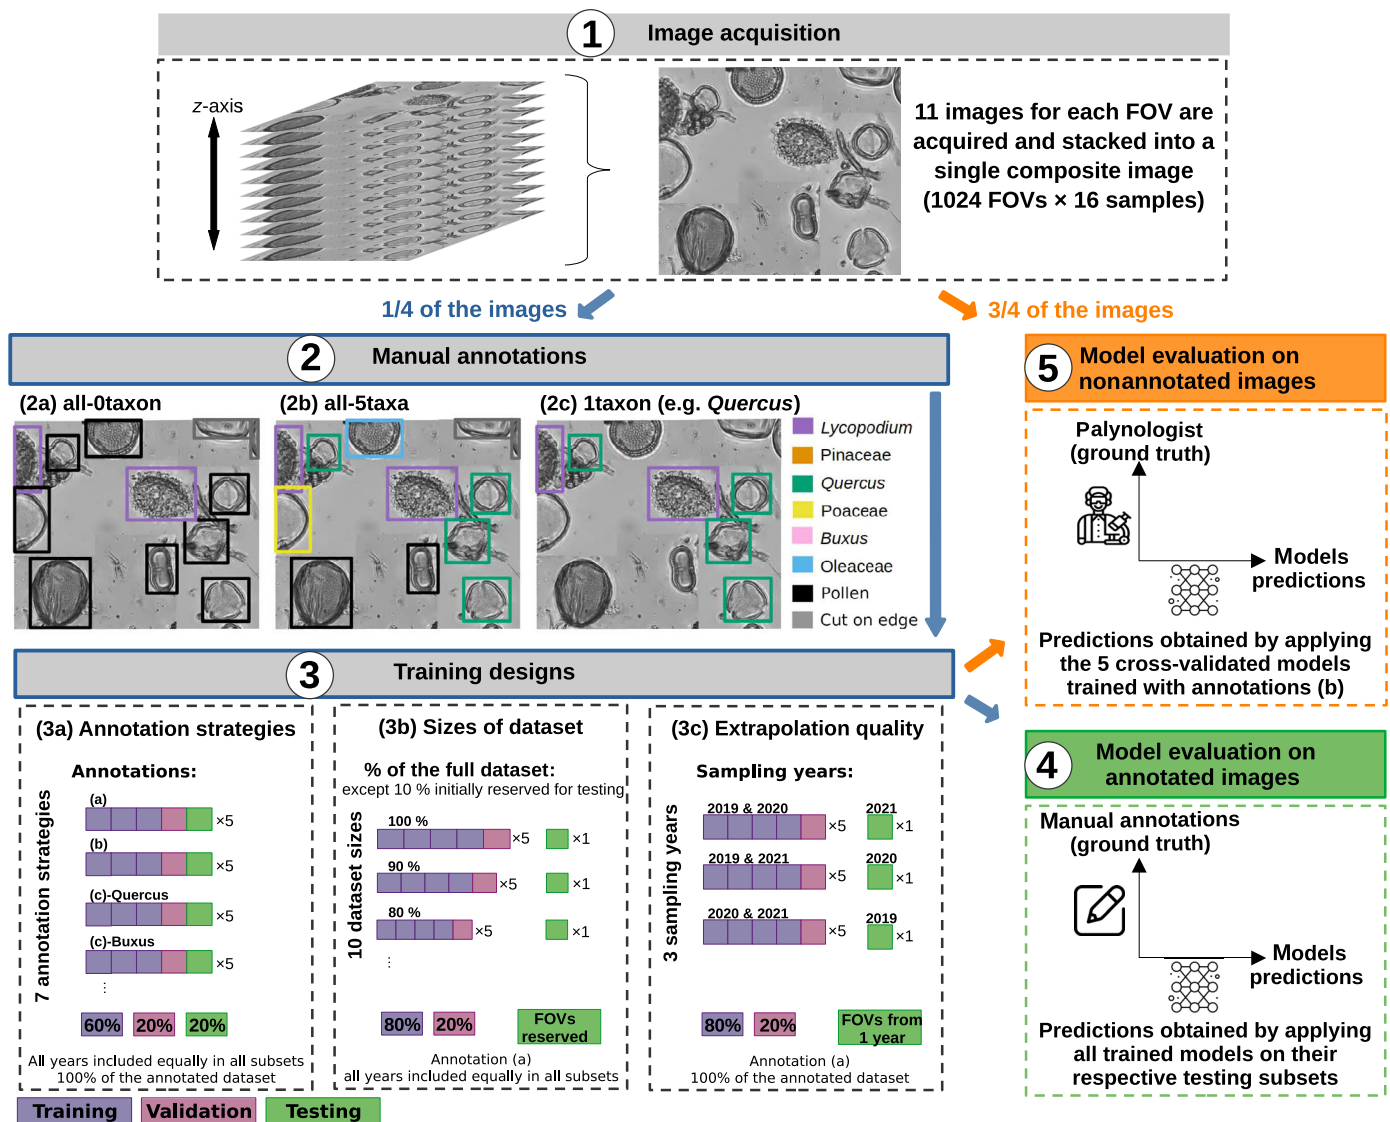 1 Image acquisition
z-axis
11 images for each FOV are
acquired and stacked into a
single composite image
(1024 FOVs × 16 samples)
1/4 of the images
3/4 of the images
2 Manual annotations
(2a) all-0taxon
(2b) all-5taxa
(2c) 1taxon (e.g. Quercus)
Lycopodium
Pinaceae
Quercus
Poaceae
Buxus
Oleaceae
Pollen
Cut on edge
5 Model evaluation on
nonannotated images
Palynologist
(ground truth)
Models
predictions
Predictions obtained by applying
the 5 cross-validated models
trained with annotations (b)
3 Training designs
(3a) Annotation strategies
7 annotation strategies
Annotations:
(a)
×5
(b)
×5
(c)-Quercus
×5
(c)-Buxus
×5
⋮
60% 20% 20%
All years included equally in all subsets
100% of the annotated dataset
(3b) Sizes of dataset
10 dataset sizes
% of the full dataset:
except 10 % initially reserved for testing
100 %
×5 ×1
90 %
×5 ×1
80 %
×5 ×1
⋮
80% 20% FOVs
reserved
Annotation (a)
all years included equally in all subsets
(3c) Extrapolation quality
3 sampling years
Sampling years:
2019 & 2020 2021
×5 ×1
2019 & 2021 2020
×5 ×1
2020 & 2021 2019
×5 ×1
80% 20% FOVs from
1 year
Annotation (a)
100% of the annotated dataset
4 Model evaluation on
annotated images
Manual annotations
(ground truth)
Models
predictions
Predictions obtained by applying
all trained models on their
respective testing subsets
Training Validation Testing